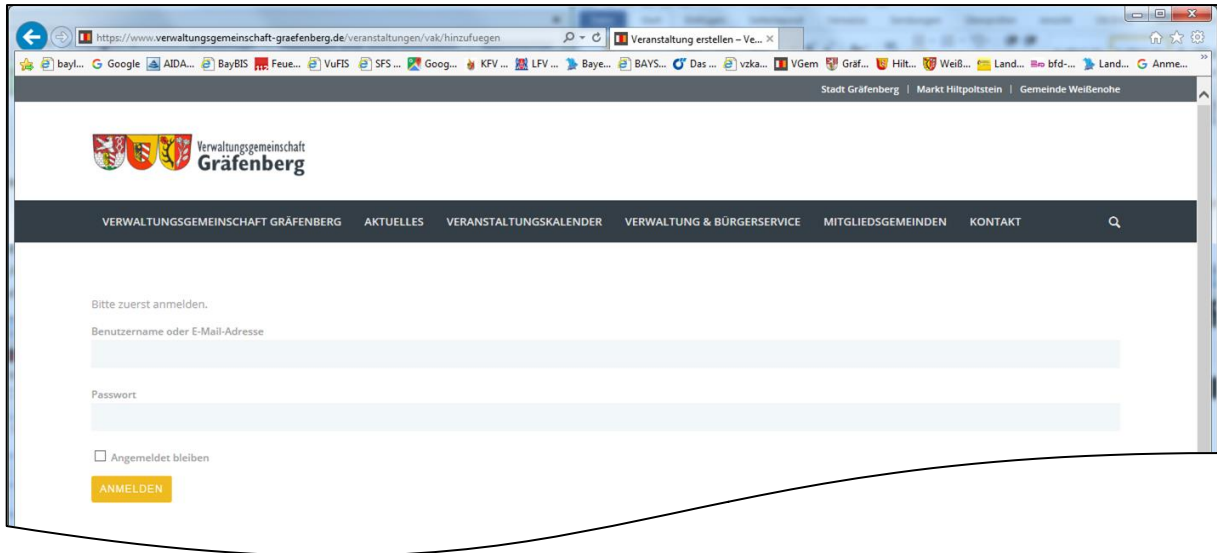 https://www.verwaltungsgemeinschaft-graefenberg.de/veranstaltungen/vak/hinzufuegen
Veranstaltung erstellen – Ve...
bayl... Google AIDA... BayBIS Feue... VuFIS SFS ... Goog... KFV ... LFV ... Baye... BAYS... Das ... vzka... VGem Gräf... Hilt... Weiß... Land... bfd-... Land... Anme...
Stadt Gräfenberg | Markt Hiltpoltstein | Gemeinde Weißenohe
Verwaltungsgemeinschaft
Gräfenberg
VERWALTUNGSGEMEINSCHAFT GRÄFENBERG AKTUELLES VERANSTALTUNGSKALENDER VERWALTUNG & BÜRGERSERVICE MITGLIEDSGEMEINDEN KONTAKT
Bitte zuerst anmelden.
Benutzername oder E-Mail-Adresse
Passwort
Angemeldet bleiben
ANMELDEN